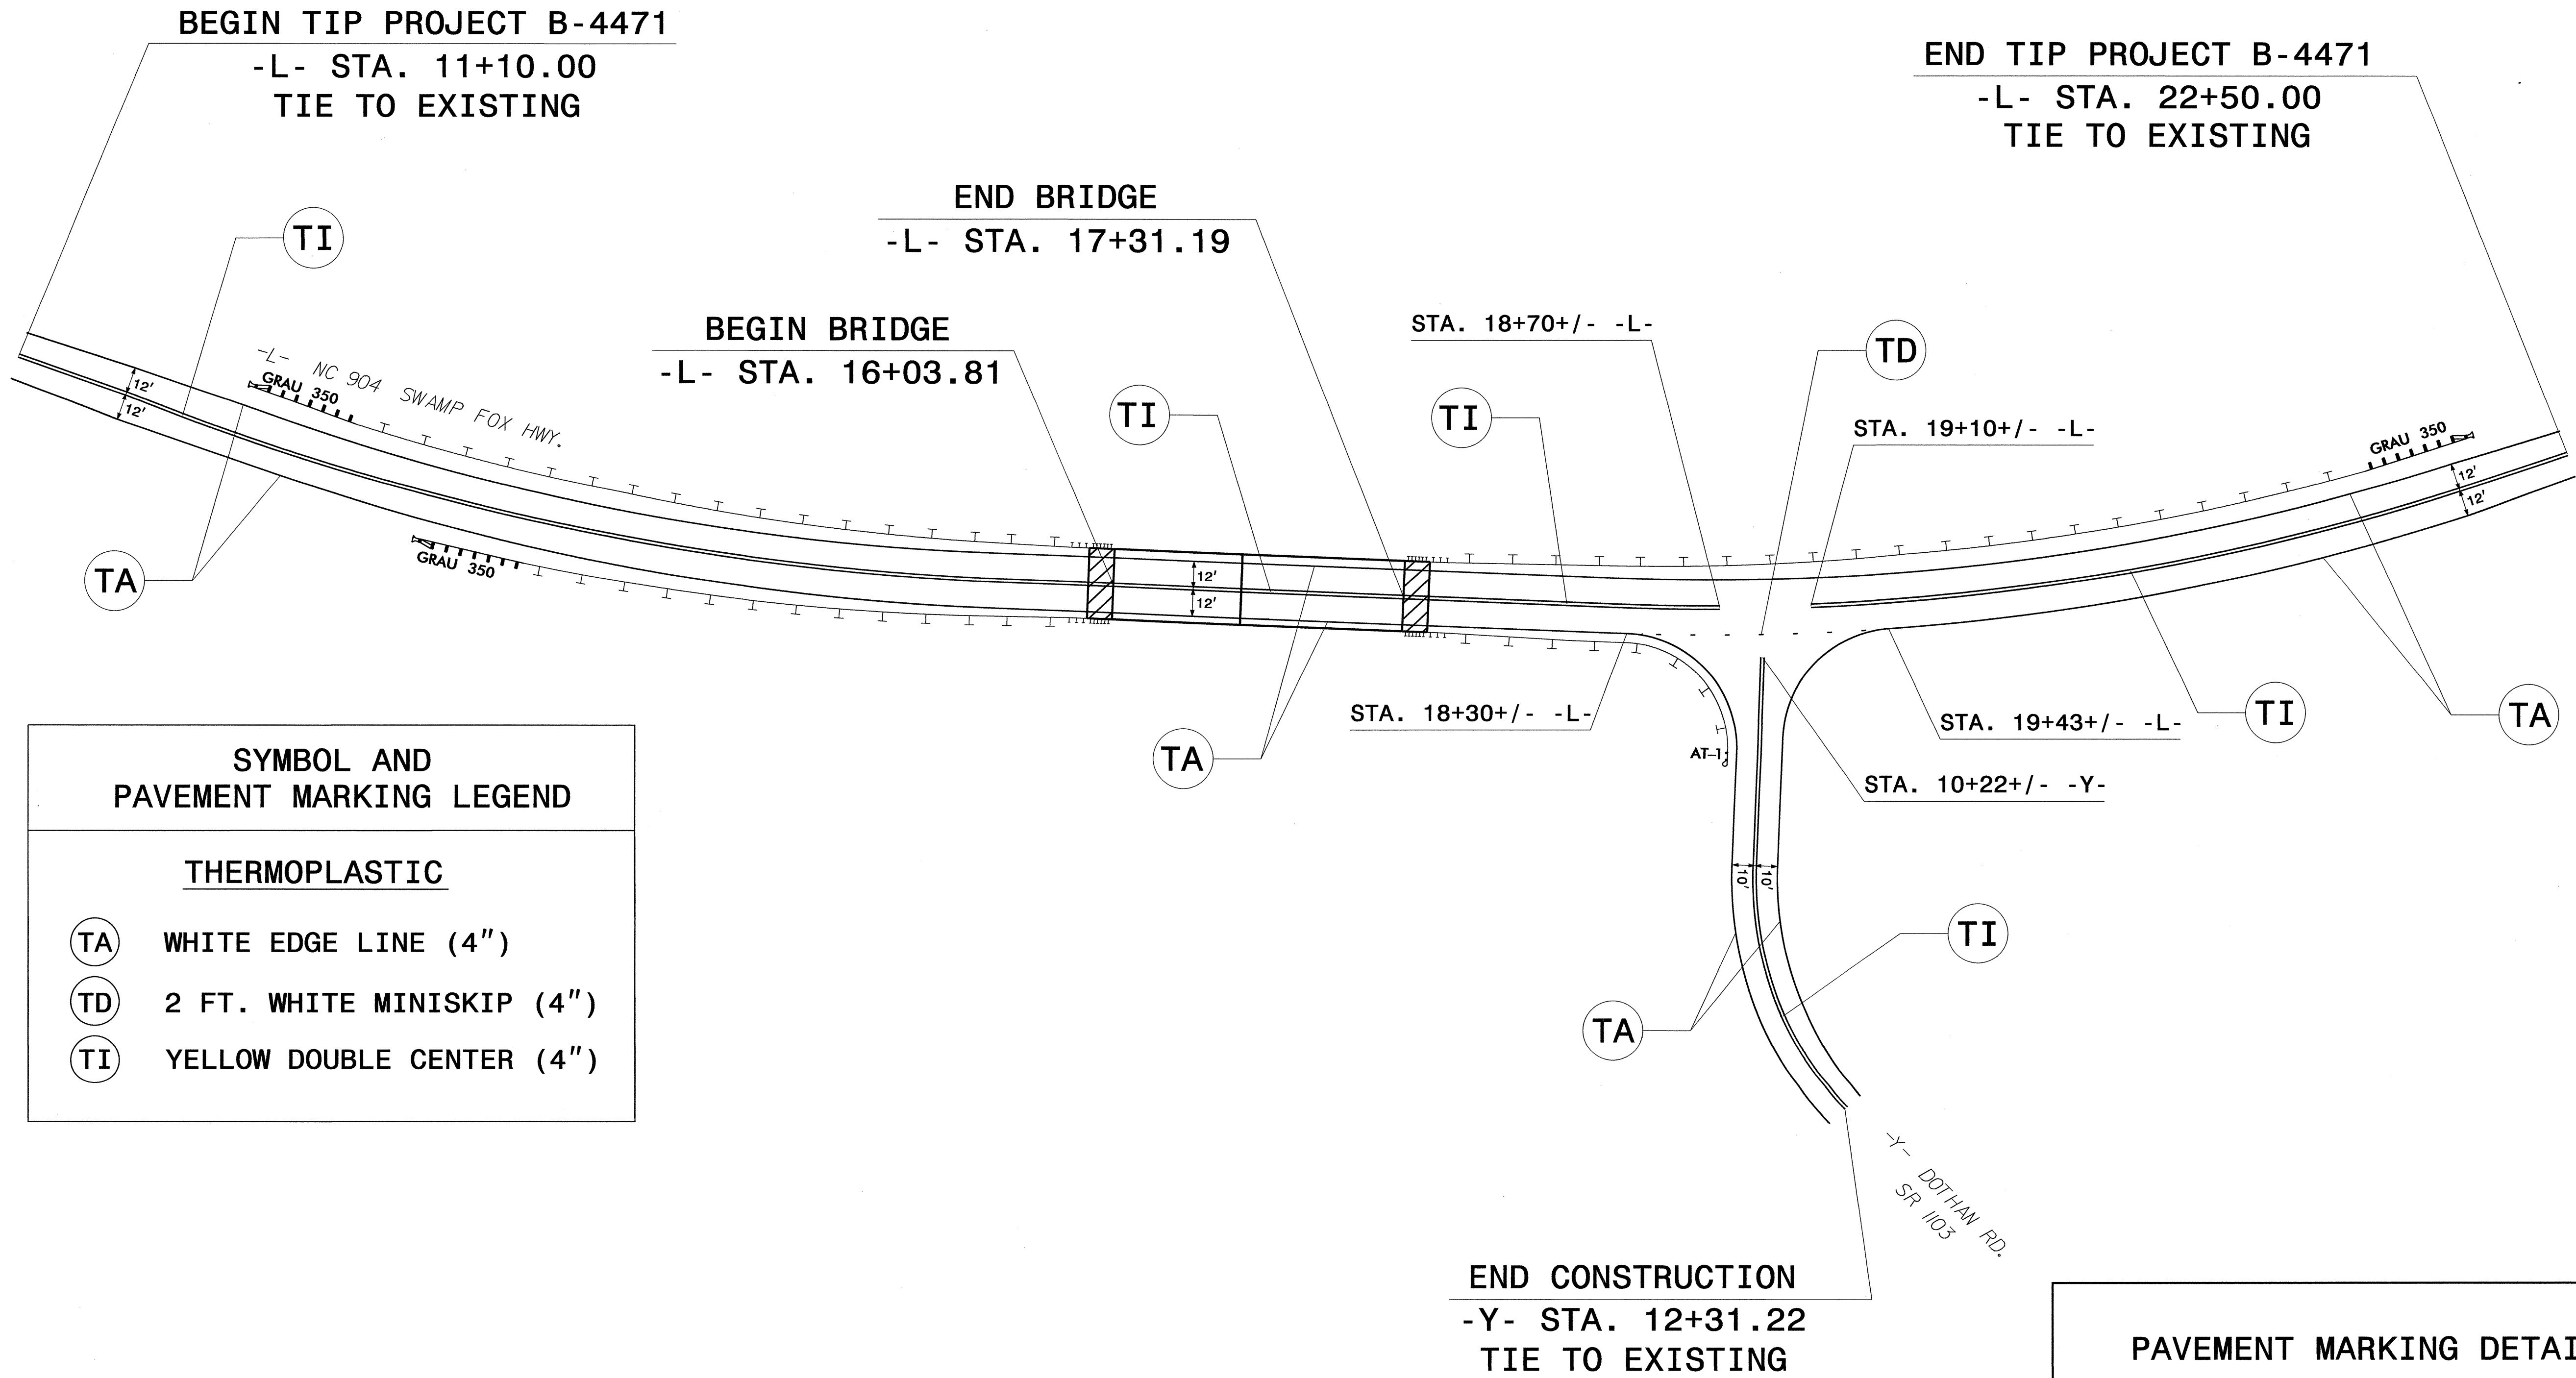 BEGIN TIP PROJECT B-4471
-L- STA. 11+10.00
TIE TO EXISTING
END TIP PROJECT B-4471
-L- STA. 22+50.00
TIE TO EXISTING
END BRIDGE
-L- STA. 17+31.19
TI
BEGIN BRIDGE
-L- STA. 16+03.81
STA. 18+70+/- -L-
TD
TI
TI
STA. 19+10+/- -L-
-L- NC 904 SWAMP FOX HWY.
GRAU 350
12'
12'
GRAU 350
12'
12'
GRAU 350
12'
12'
TA
STA. 18+30+/- -L-
TA
STA. 19+43+/- -L-
TI
TA
AT-1
STA. 10+22+/- -Y-
10'
10'
TI
TA
SYMBOL AND
PAVEMENT MARKING LEGEND
THERMOPLASTIC
TA WHITE EDGE LINE (4")
TD 2 FT. WHITE MINISKIP (4")
TI YELLOW DOUBLE CENTER (4")
-Y- DOTHAN RD.
SR 1103
END CONSTRUCTION
-Y- STA. 12+31.22
TIE TO EXISTING
PAVEMENT MARKING DETAI